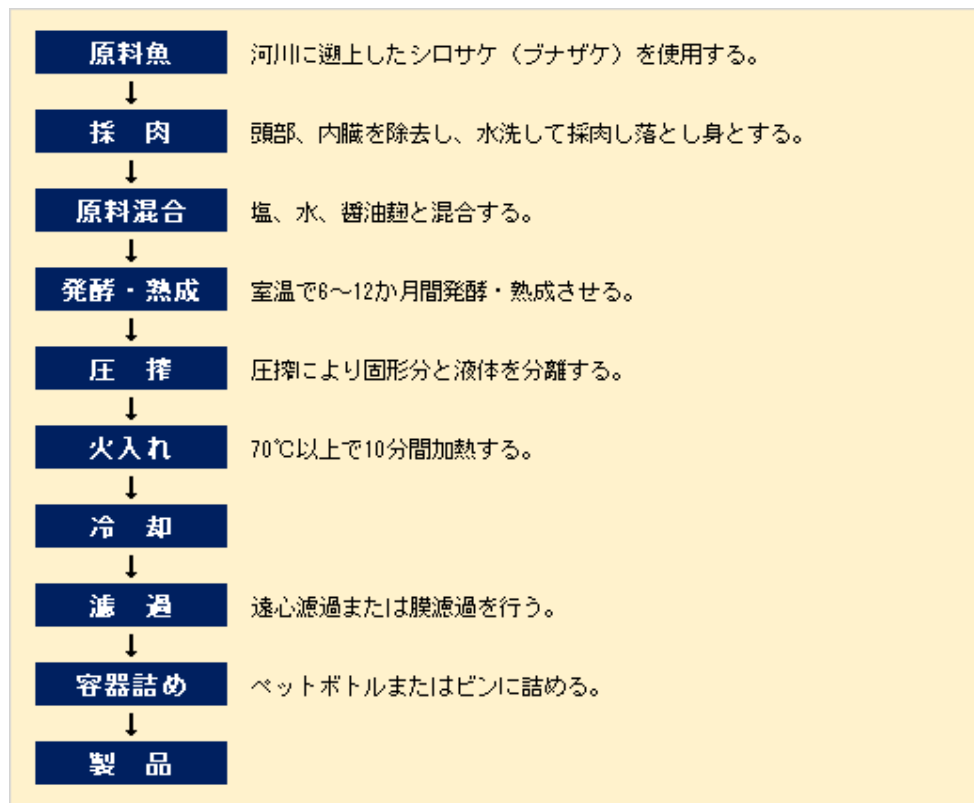 原料魚 河川に遡上したシロサケ（ブナザケ）を使用する。
↓
採 肉 頭部、内臓を除去し、水洗して採肉し落とし身とする。
↓
原料混合 塩、水、醤油麹と混合する。
↓
発酵・熟成 室温で6～12か月間発酵・熟成させる。
↓
圧 搾 圧搾により固形分と液体を分離する。
↓
火入れ 70℃以上で10分間加熱する。
↓
冷 却
↓
濾 過 遠心濾過または膜濾過を行う。
↓
容器詰め ペットボトルまたはビンに詰める。
↓
製 品